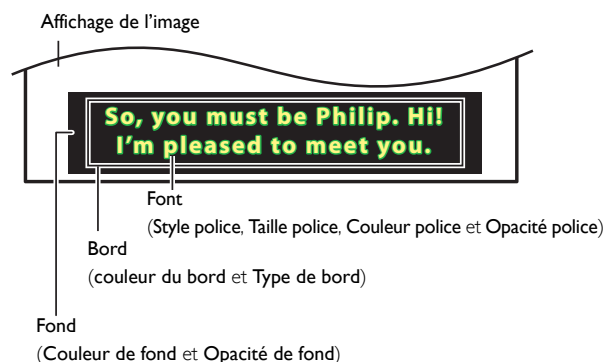 Affichage de l’image
So, you must be Philip. Hi!
I’m pleased to meet you.
Font
(Style police, Taille police, Couleur police et Opacité police)
Bord
(couleur du bord et Type de bord)
Fond
(Couleur de fond et Opacité de fond)